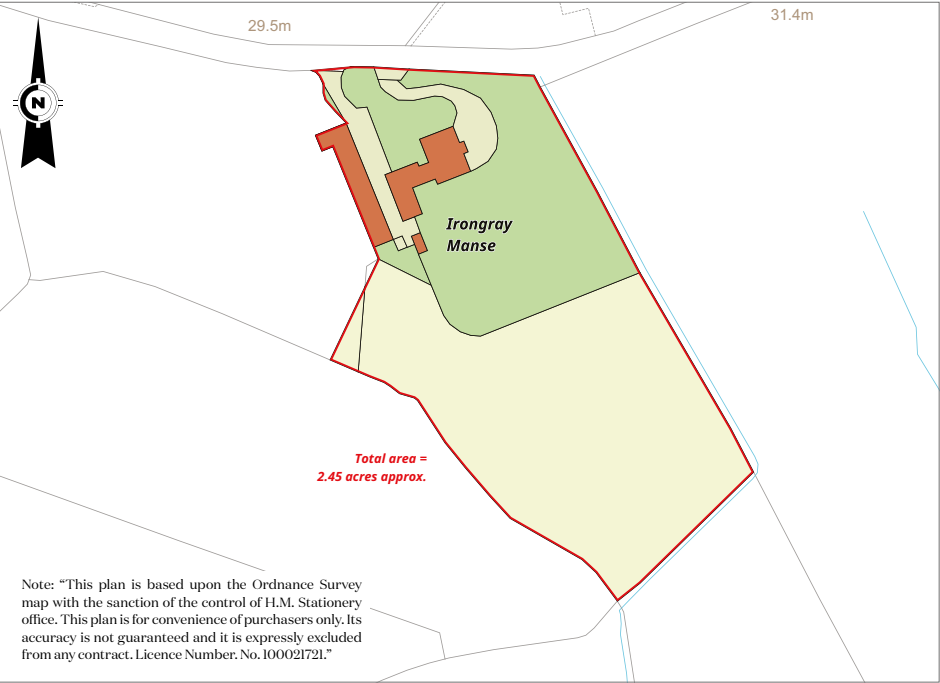 29.5m
31.4m
N
Irongray
Manse
Total area =
2.45 acres approx.
Note: “This plan is based upon the Ordnance Survey
map with the sanction of the control of H.M. Stationery
office. This plan is for convenience of purchasers only. Its
accuracy is not guaranteed and it is expressly excluded
from any contract. Licence Number. No. 100021721.”